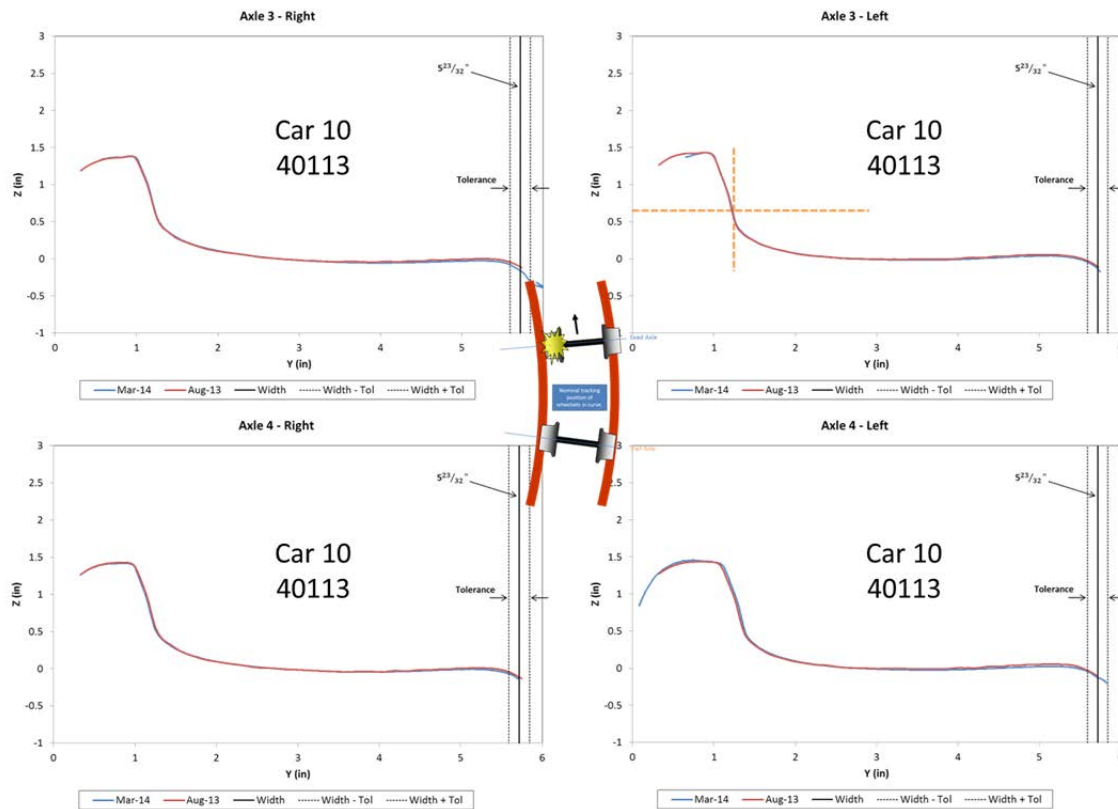 Axle 3 - Right
3
2.5
2
1.5
1
0.5
0
-0.5
-1
Z (in)
5 23/32"
Car 10
40113
Tolerance
0 1 2 3 4 5 6
Y (in)
Mar-14 Aug-13 Width Width - Tol Width + Tol
Axle 3 - Left
3
2.5
2
1.5
1
0.5
0
-0.5
-1
Z (in)
5 23/32"
Car 10
40113
Tolerance
0 1 2 3 4 5
Y (in)
Mar-14 Aug-13 Width Width - Tol Width + Tol
Lead Axle
Nominal tracking
position of
wheelsets in curve
Axle 4 - Right
3
2.5
2
1.5
1
0.5
0
-0.5
-1
Z (in)
5 23/32"
Car 10
40113
Tolerance
0 1 2 3 4 5 6
Y (in)
Mar-14 Aug-13 Width Width - Tol Width + Tol
Axle 4 - Left
3
2.5
2
1.5
1
0.5
0
-0.5
-1
Z (in)
5 23/32"
Car 10
40113
Tolerance
0 1 2 3 4 5
Y (in)
Mar-14 Aug-13 Width Width - Tol Width + Tol